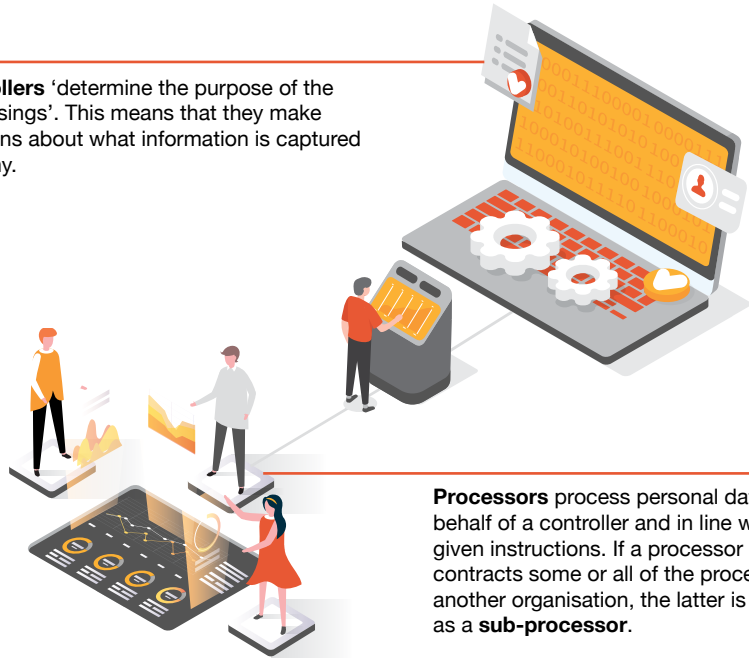 ollers ‘determine the purpose of the
sings’. This means that they make
ns about what information is captured
y.
Processors process personal da
behalf of a controller and in line w
given instructions. If a processor
contracts some or all of the proce
another organisation, the latter is
as a sub-processor.